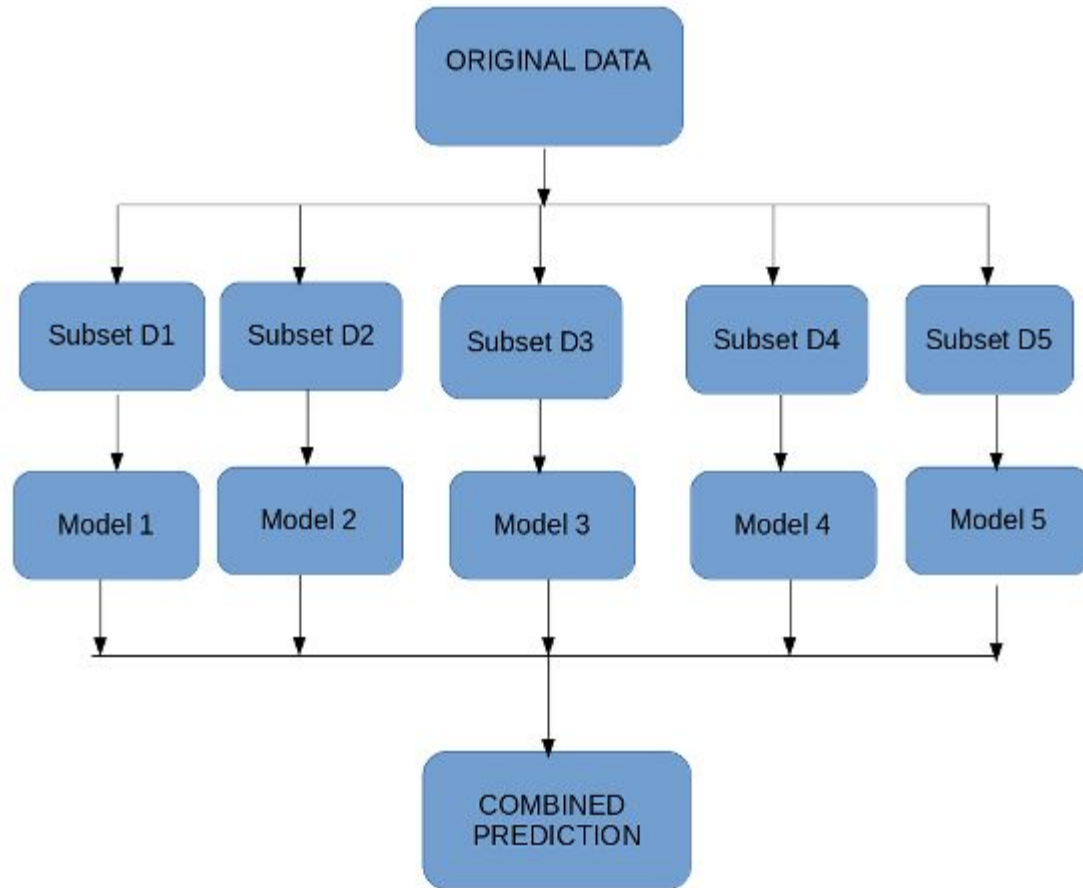 ORIGINAL DATA
Subset D1
Subset D2
Subset D3
Subset D4
Subset D5
Model 1
Model 2
Model 3
Model 4
Model 5
COMBINED
PREDICTION